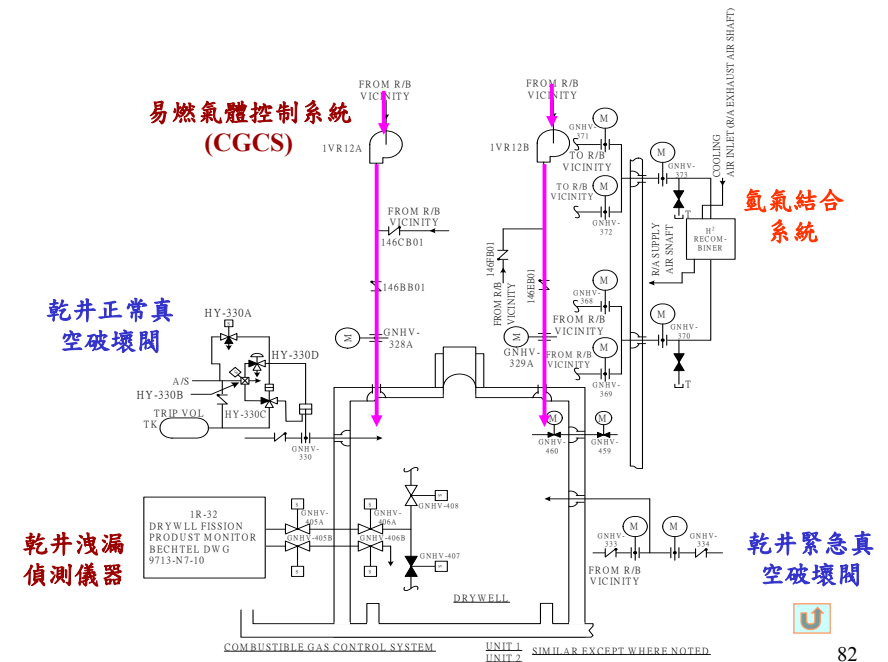 易燃氣體控制系統
(CGCS)
FROM R/B
VICINITY
1VR12A
FROM R/B
VICINITY
146CB01
146BB01
M
GNHV-
328A
FROM R/B
VICINITY
1VR12B
146FB01
146EB01
FROM R/B
VICINITY
M
GNHV-
329A
GNHV-
371
M
TO R/B
VICINITY
TO R/B
VICINITY
M
GNHV-
372
M
GNHV-
373
T
COOLING
AIR INLET (R/A EXHAUST AIR SHAFT)
H2
RECOM-
BINER
R/A SUPPLY
AIR SNAFT
氫氣結合
系統
M
GNHV-
368
FROM R/B
VICINITY
FROM R/B
VICINITY
M
GNHV-
369
M
GNHV-
370
T
乾井正常真
空破壞閥
HY-330A
S
HY-330D
A/S
HY-330B
HY-330C
TRIP VOL
TK
GNHV-
330
M
GNHV-
460
M
GNHV-
459
乾井洩漏
偵測儀器
1R-32
DRYWLL FISSION
PRODUST MONITOR
BECHTEL DWG
9713-N7-10
S
GNHV-
405A
GNHV-405B
S
S
GNHV-
406A
GNHV-406B
S
S
GNHV-408
GNHV-407
S
DRYWELL
GNHV-
333
M
M
GNHV-
334
FROM R/B
VICINITY
乾井緊急真
空破壞閥
COMBUSTIBLE GAS CONTROL SYSTEM
UNIT 1
UNIT 2
SIMILAR EXCEPT WHERE NOTED
82